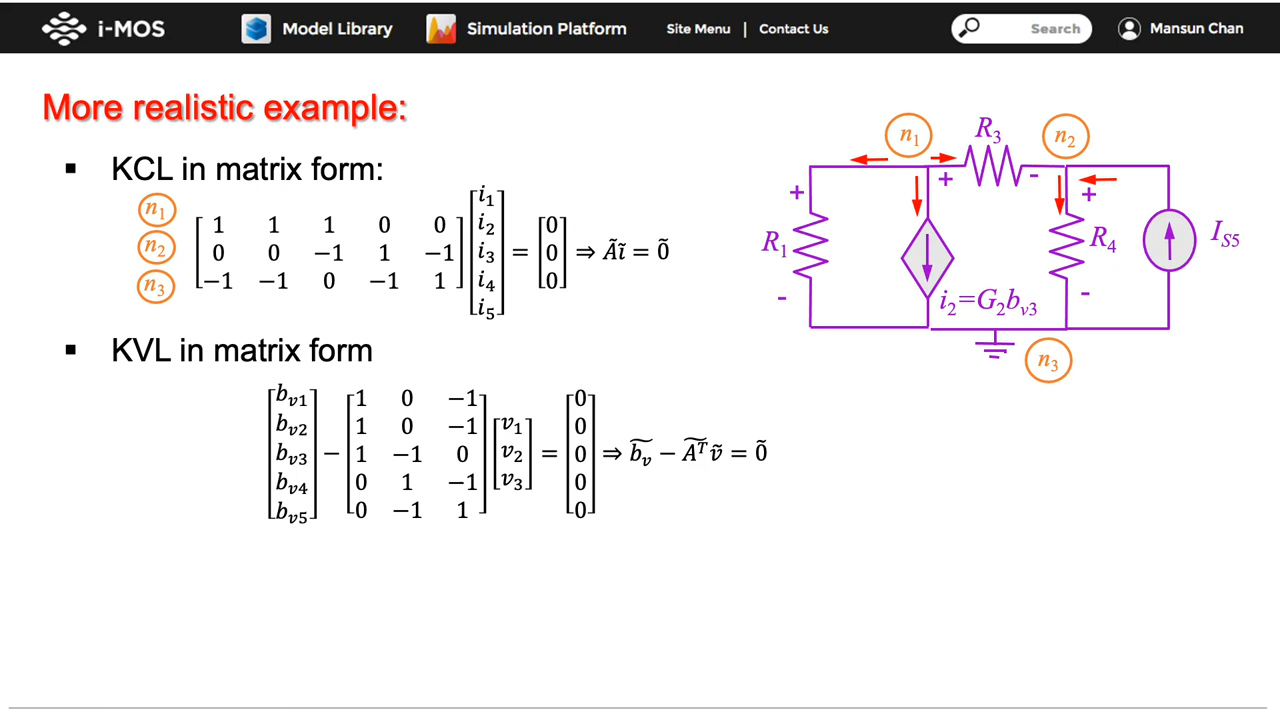 i-MOS Model Library Simulation Platform Site Menu | Contact Us Search Mansun Chan
More realistic example:
▪ KCL in matrix form:
n₁ n₂ n₃ [1 1 1 0 0; 0 0 −1 1 −1; −1 −1 0 −1 1] [i₁; i₂; i₃; i₄; i₅] = [0; 0; 0] ⇒ Ãĩ = 0̃
▪ KVL in matrix form
[b_v1; b_v2; b_v3; b_v4; b_v5] − [1 0 −1; 1 0 −1; 1 −1 0; 0 1 −1; 0 −1 1] [v₁; v₂; v₃] = [0; 0; 0; 0; 0] ⇒ b̃_v − Ã^T ṽ = 0̃
n₁ R₃ n₂
+ + - +
R₁ R₄ I_S5
- i₂=G₂b_v3 -
n₃